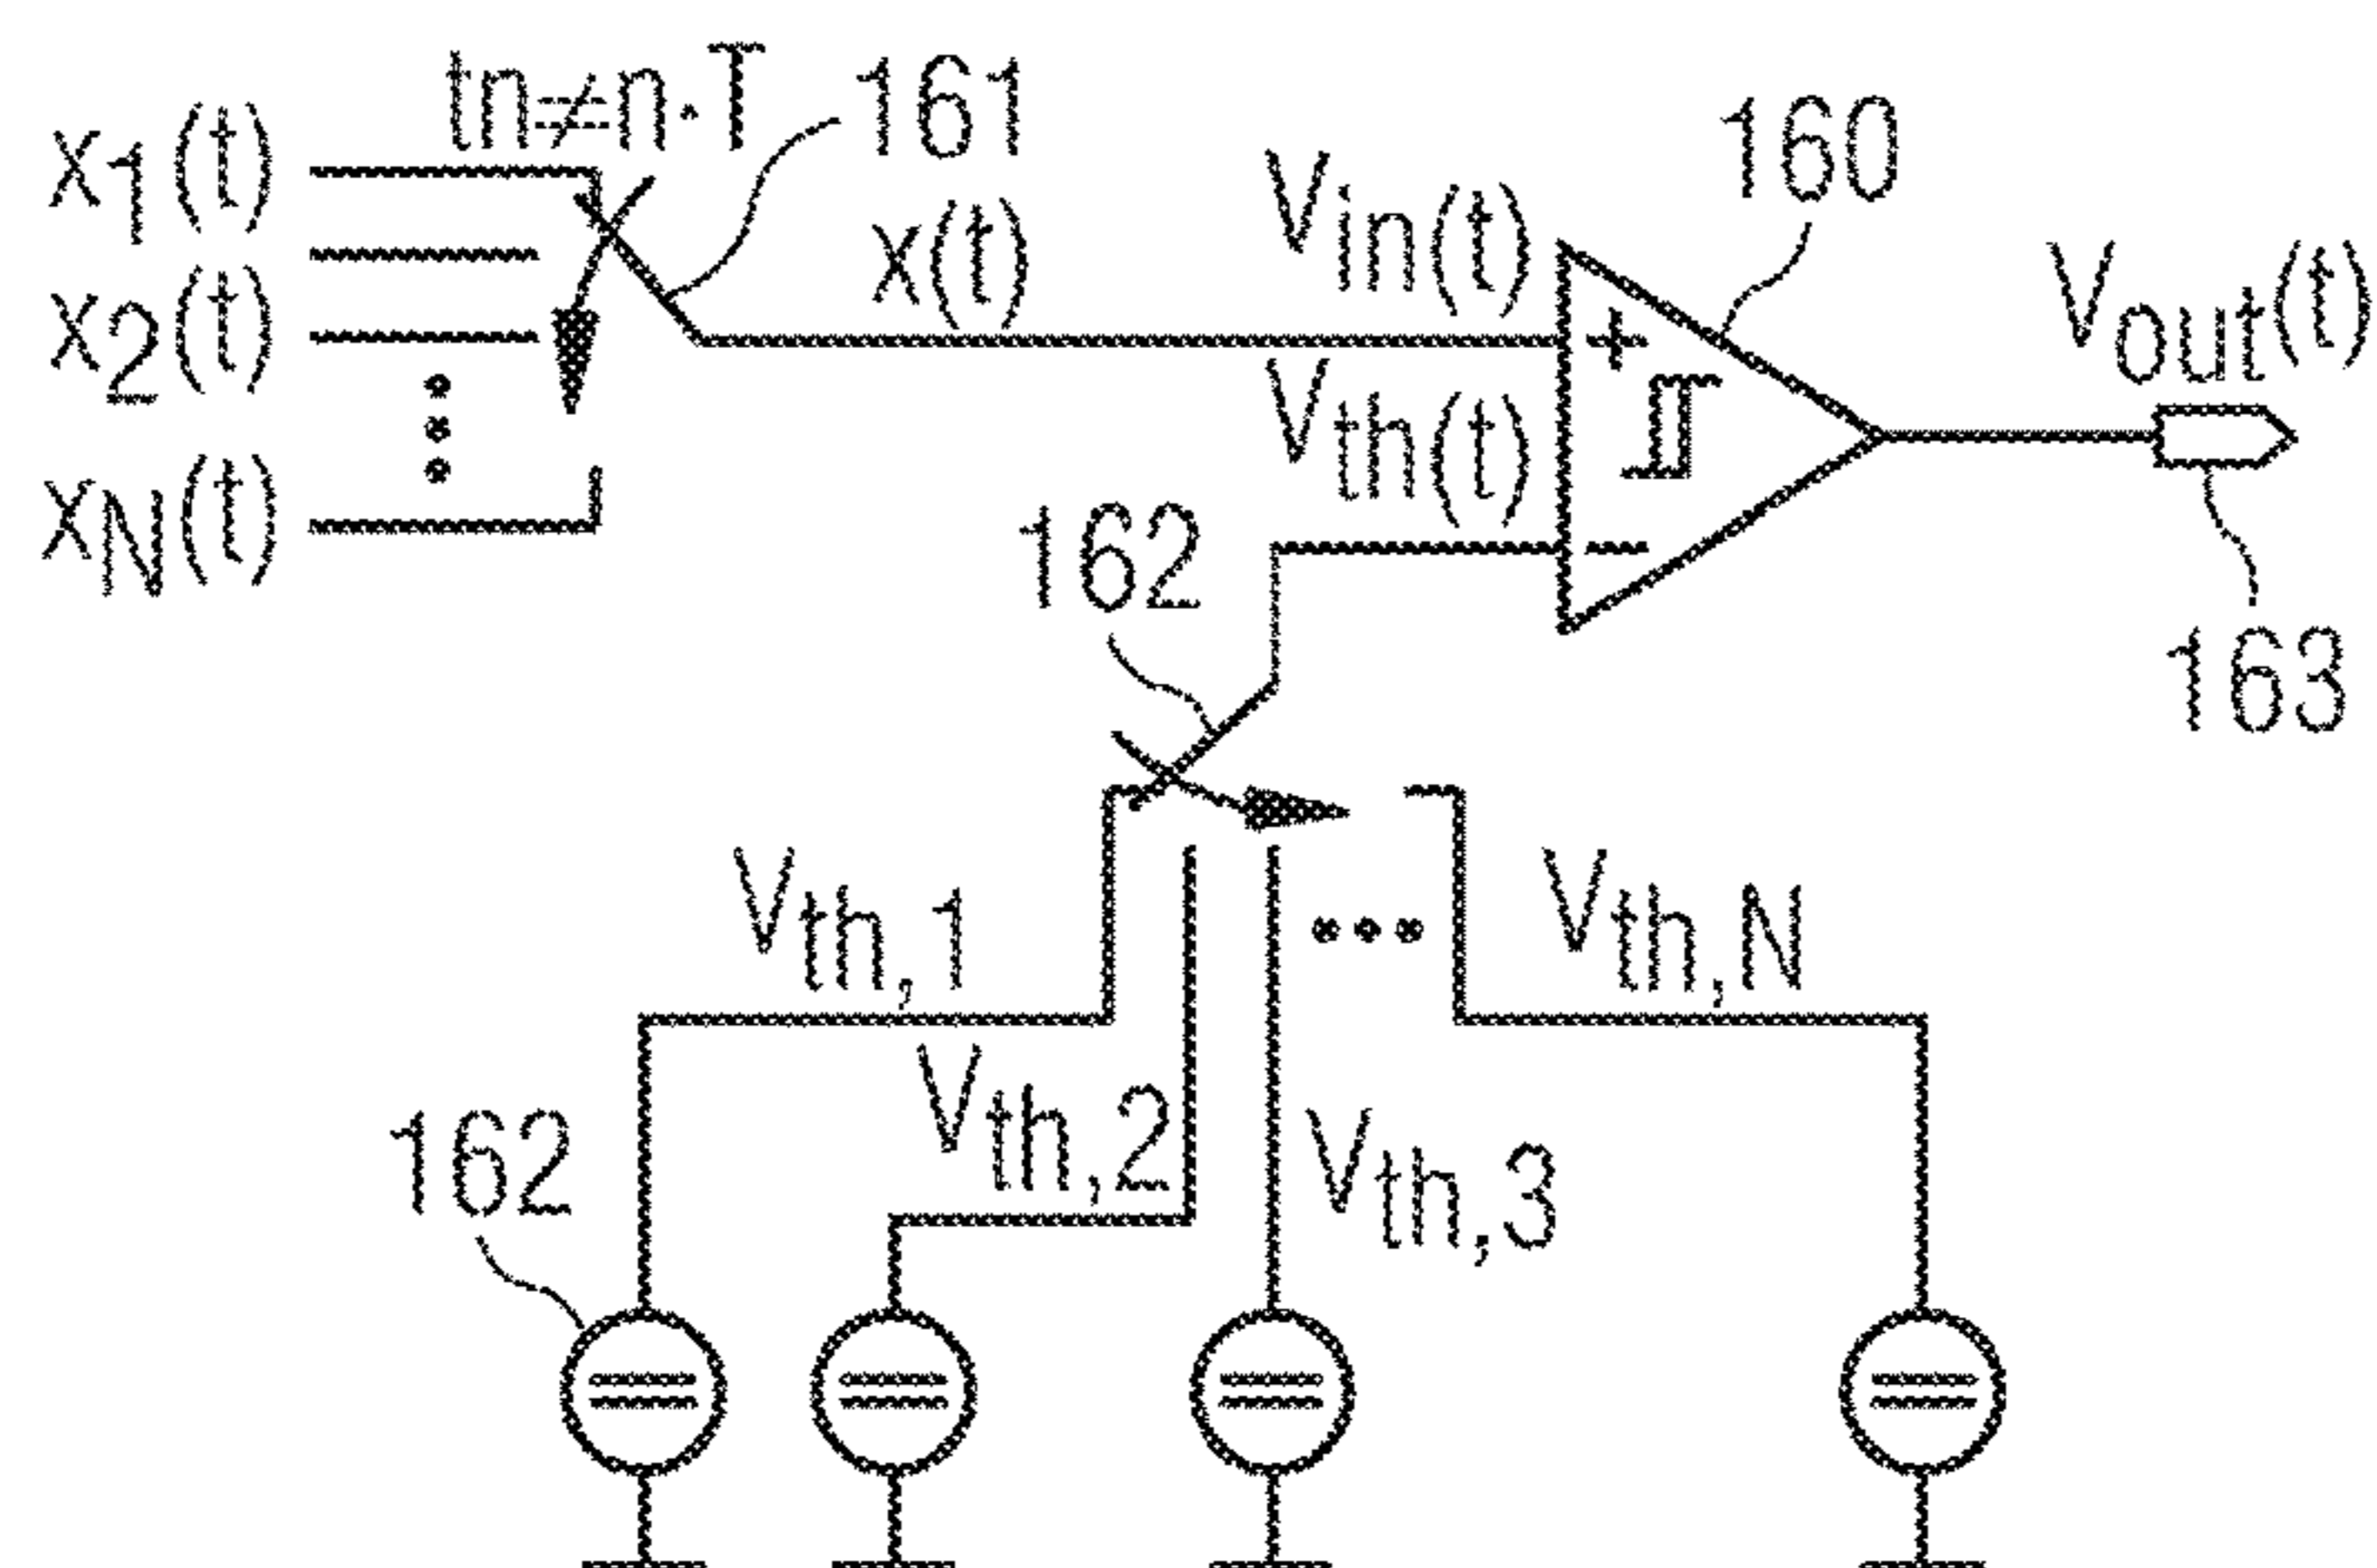 tn≠n·T
161
160
x1(t)
x2(t)
xN(t)
x(t)
Vin(t)
Vth(t)
+
−
Vout(t)
162
163
Vth,1
Vth,N
Vth,2
Vth,3
162